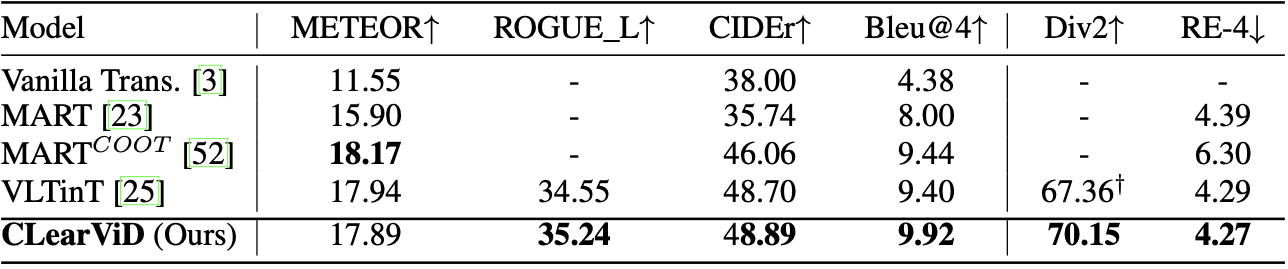 Model METEOR↑ ROGUE_L↑ CIDEr↑ Bleu@4↑ Div2↑ RE-4↓
Vanilla Trans. [3] 11.55 - 38.00 4.38 - -
MART [23] 15.90 - 35.74 8.00 - 4.39
MART^COOT [52] 18.17 - 46.06 9.44 - 6.30
VLTinT [25] 17.94 34.55 48.70 9.40 67.36† 4.29
CLearViD (Ours) 17.89 35.24 48.89 9.92 70.15 4.27